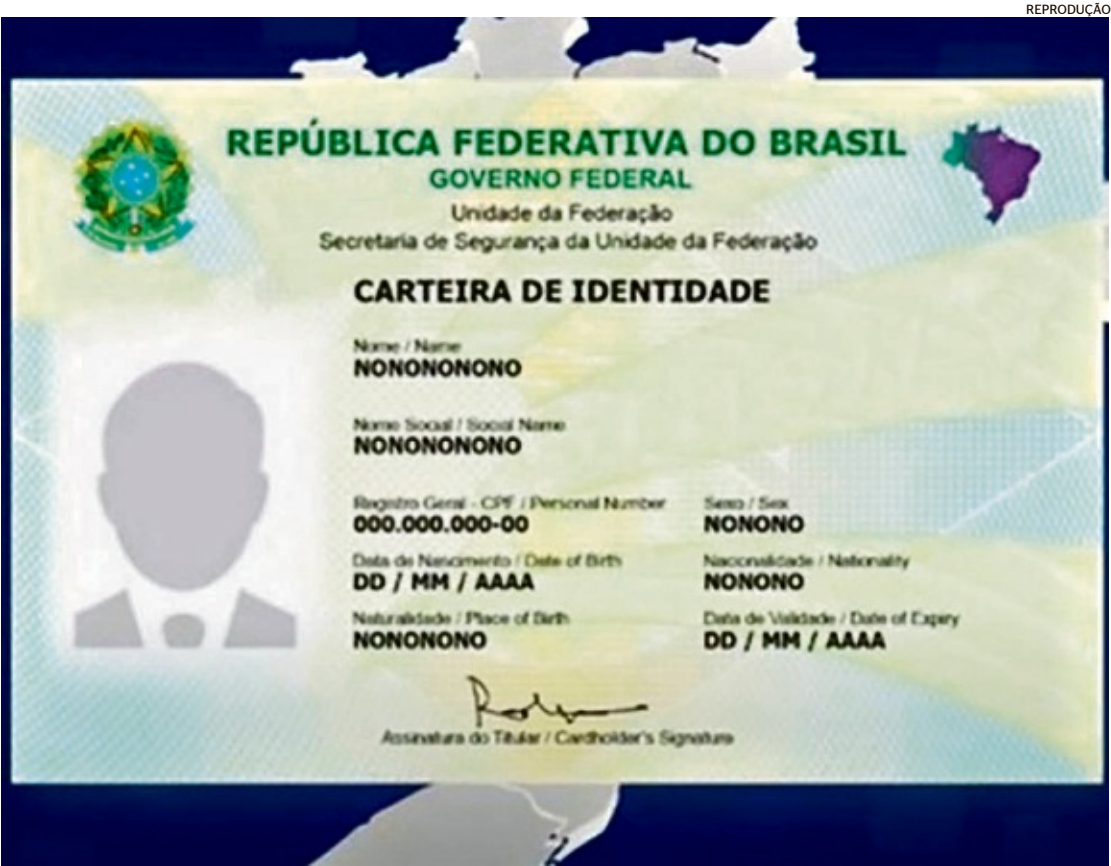 REPRODUÇÃO
REPÚBLICA FEDERATIVA DO BRASIL
GOVERNO FEDERAL
Unidade da Federação
Secretaria de Segurança da Unidade da Federação
CARTEIRA DE IDENTIDADE
Nome / Name
NONONONONO
Nome Social / Social Name
NONONONONO
Registro Geral - CPF / Personal Number
Sexo / Sex
000.000.000-00
NONONO
Data de Nascimento / Date of Birth
Nacionalidade / Nationality
DD / MM / AAAA
NONONO
Naturalidade / Place of Birth
Data de Validade / Date of Expiry
NONONONO
DD / MM / AAAA
Assinatura do Titular / Cardholder's Signature